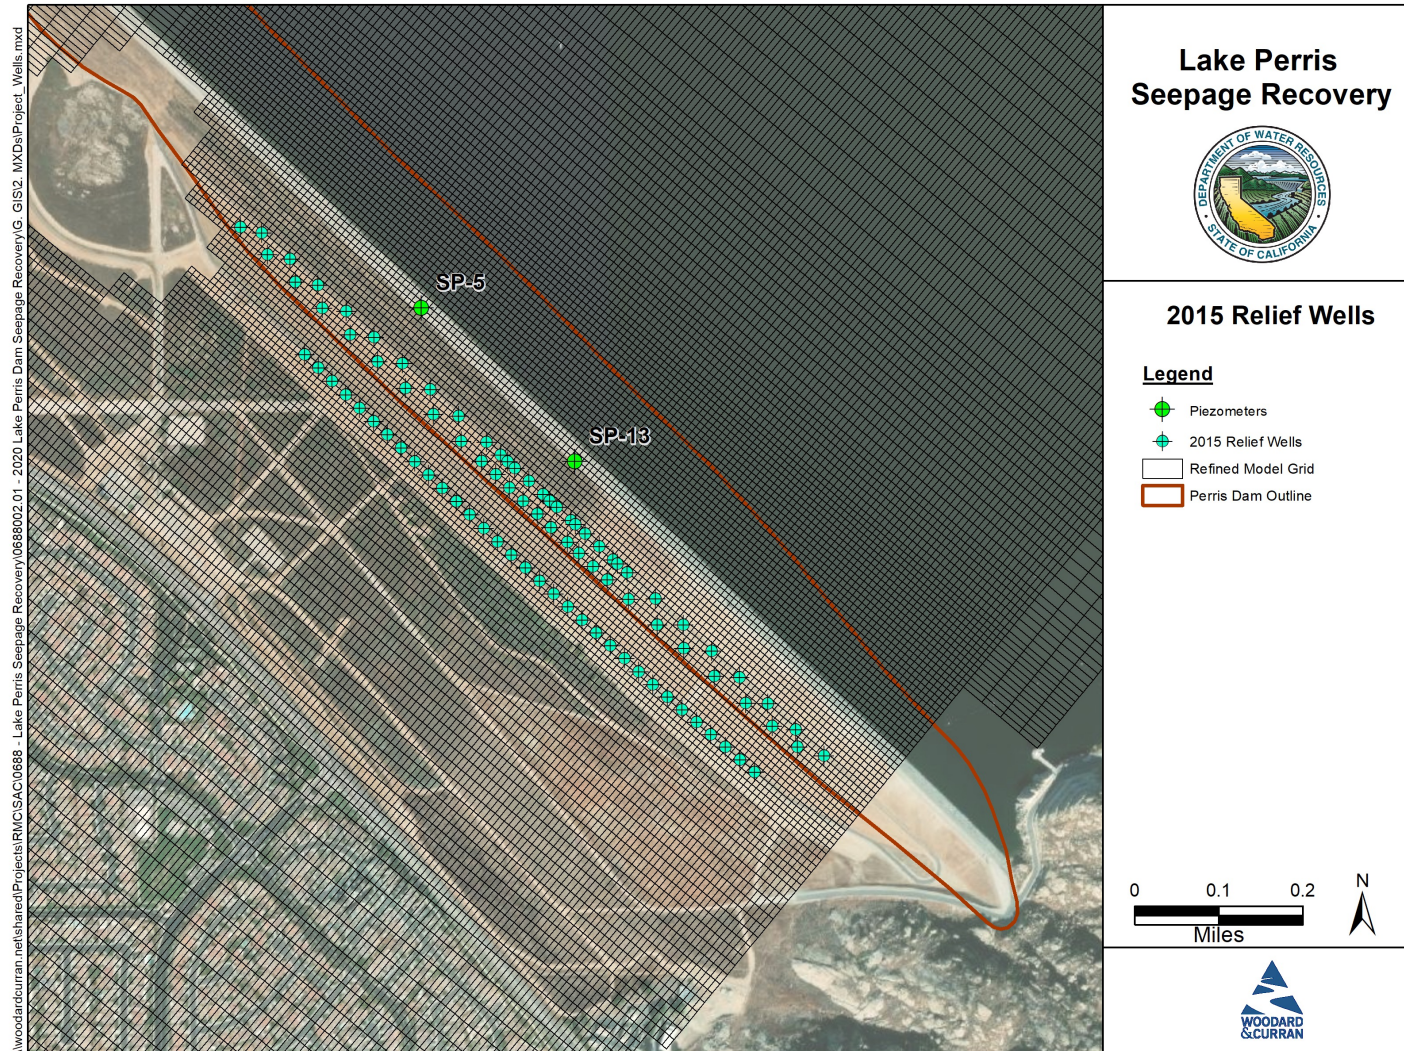 \woodardcurran.net\shared\Projects\RMC\SAC\0688 - Lake Perris Seepage Recovery\0688002.01 - 2020 Lake Perris Dam Seepage Recovery\G. GIS\2. MXDs\Project_Wells.mxd
SP-5
SP-13
Lake Perris
Seepage Recovery
DEPARTMENT OF WATER RESOURCES
STATE OF CALIFORNIA
2015 Relief Wells
Legend
Piezometers
2015 Relief Wells
Refined Model Grid
Perris Dam Outline
0 0.1 0.2
Miles
N
WOODARD
&CURRAN